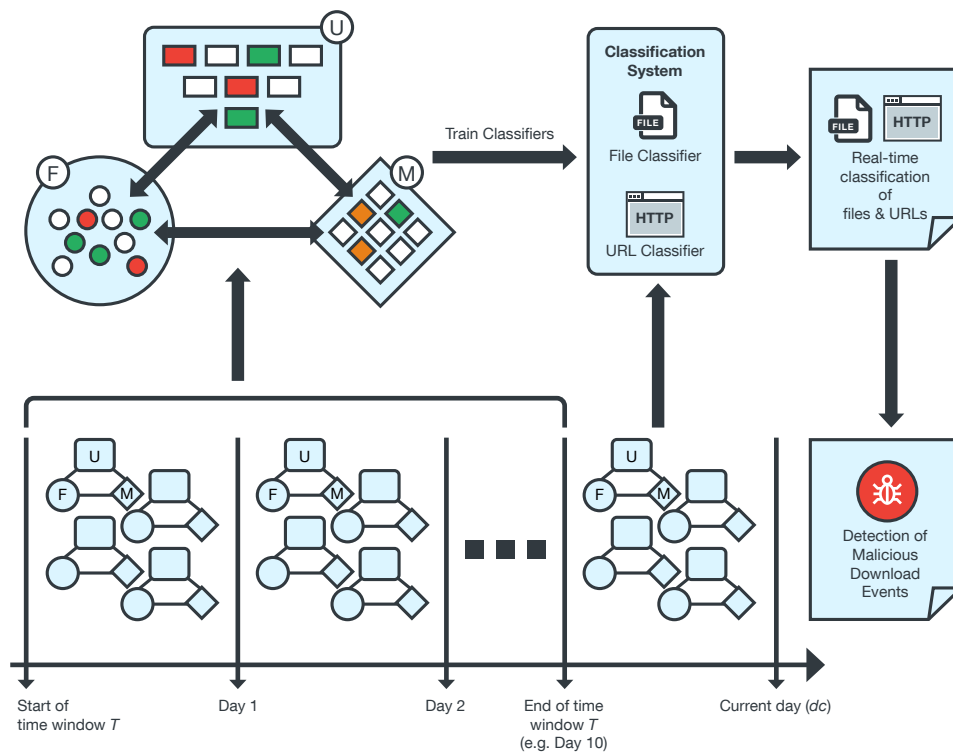 U
F
M
Train Classifiers
Classification
System
FILE
File Classifier
HTTP
URL Classifier
FILE
HTTP
Real-time
classification
of
files & URLs
U
F
M
U
F
M
U
F
M
Detection of
Malicious
Download
Events
Start of
time window T
Day 1
Day 2
End of time
window T
(e.g. Day 10)
Current day (dc)